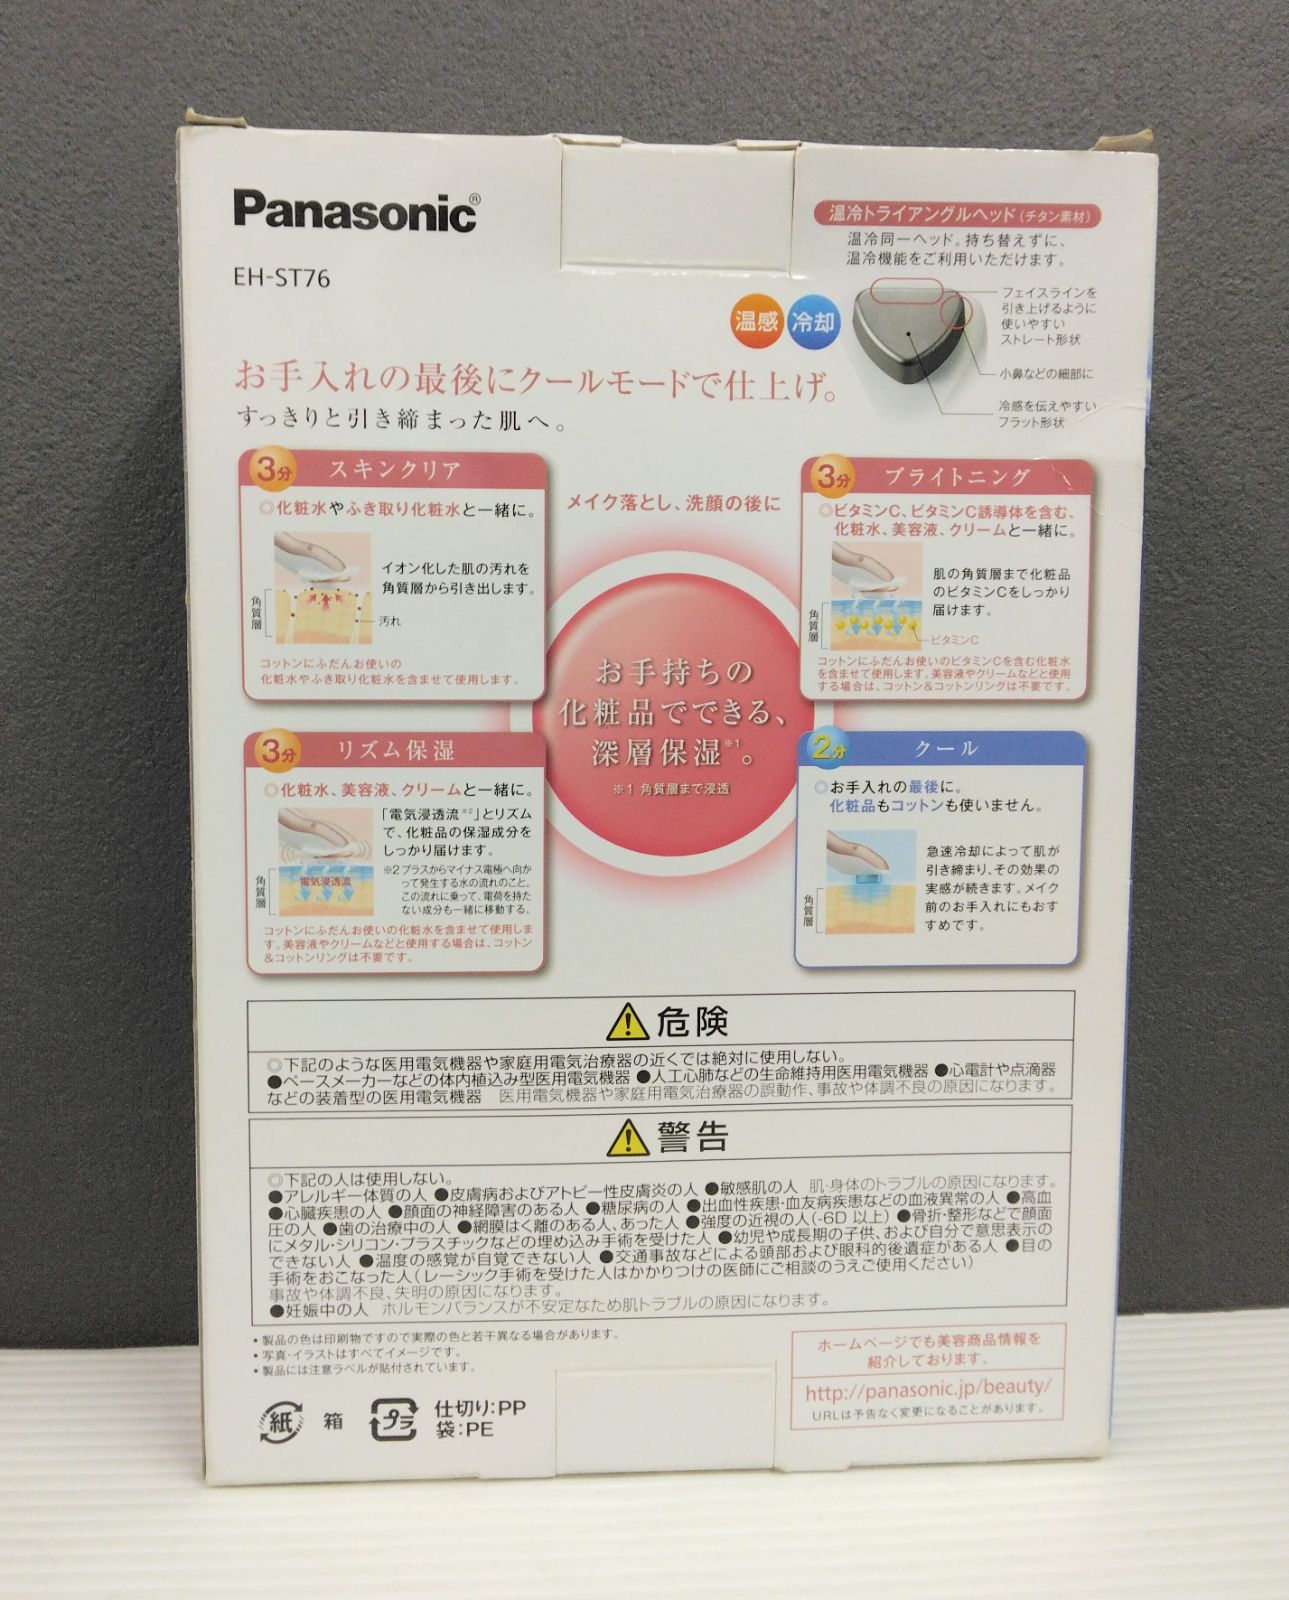 Panasonic®
EH-ST76
温冷トライアングルヘッド(チタン素材)
温冷同一ヘッド。持ち替えずに、
温冷機能をご利用いただけます。
温感 冷却
フェイスラインを
引き上げるように
使いやすい
ストレート形状
小鼻などの細部に
冷感を伝えやすい
フラット形状
お手入れの最後にクールモードで仕上げ。
すっきりと引き締まった肌へ。
3分 スキンクリア
◎化粧水やふき取り化粧水と一緒に。
イオン化した肌の汚れを
角質層から引き出します。
角質層
汚れ
コットンにふだんお使いの
化粧水やふき取り化粧水を含ませて使用します。
メイク落とし、洗顔の後に
お手持ちの
化粧品でできる、
深層保湿※1。
※1 角質層まで浸透
3分 ブライトニング
◎ビタミンC、ビタミンC誘導体を含む、
化粧水、美容液、クリームと一緒に。
肌の角質層まで化粧品
のビタミンCをしっかり
届けます。
角質層
ビタミンC
コットンにふだんお使いのビタミンCを含む化粧水
を含ませて使用します。美容液やクリームなどと使用
する場合は、コットン&コットンリングは不要です。
3分 リズム保湿
◎化粧水、美容液、クリームと一緒に。
「電気浸透流※2」とリズム
で、化粧品の保湿成分を
しっかり届けます。
※2プラスからマイナス電極へ向か
って発生する水の流れのこと。
この流れに乗って、電荷を持た
ない成分も一緒に移動する。
電気浸透流
角質層
コットンにふだんお使いの化粧水を含ませて使用しま
す。美容液やクリームなどと使用する場合は、コットン
&コットンリングは不要です。
2分 クール
◎お手入れの最後に。
化粧品もコットンも使いません。
急速冷却によって肌が
引き締まり、その効果の
実感が続きます。メイク
前のお手入れにもおす
すめです。
角質層
危険
◎下記のような医用電気機器や家庭用電気治療器の近くでは絶対に使用しない。
●ペースメーカーなどの体内植込み型医用電気機器 ●人工心肺などの生命維持用医用電気機器 ●心電計や点滴器
などの装着型の医用電気機器 医用電気機器や家庭用電気治療器の誤動作、事故や体調不良の原因になります。
警告
◎下記の人は使用しない。
●アレルギー体質の人 ●皮膚病およびアトピー性皮膚炎の人 ●敏感肌の人 肌・身体のトラブルの原因になります。
●心臓疾患の人 ●顔面の神経障害のある人 ●糖尿病の人 ●出血性疾患・血友病疾患などの血液異常の人 ●高血
圧の人 ●歯の治療中の人 ●網膜はく離のある人、あった人 ●強度の近視の人(-6D 以上) ●骨折・整形などで顔面
にメタル・シリコン・プラスチックなどの埋め込み手術を受けた人 ●幼児や成長期の子供、および自分で意思表示の
できない人 ●温度の感覚が自覚できない人 ●交通事故などによる頭部および眼科的後遺症がある人 ●目の
手術をおこなった人(レーシック手術を受けた人はかかりつけの医師にご相談のうえご使用ください)
事故や体調不良、失明の原因になります。
●妊娠中の人 ホルモンバランスが不安定なため肌トラブルの原因になります。
・製品の色は印刷物ですので実際の色と若干異なる場合があります。
・写真・イラストはすべてイメージです。
・製品には注意ラベルが貼付されています。
ホームページでも美容商品情報を
紹介しております。
http://panasonic.jp/beauty/
URLは予告なく変更になることがあります。
紙 箱 プラ 仕切り:PP
袋:PE